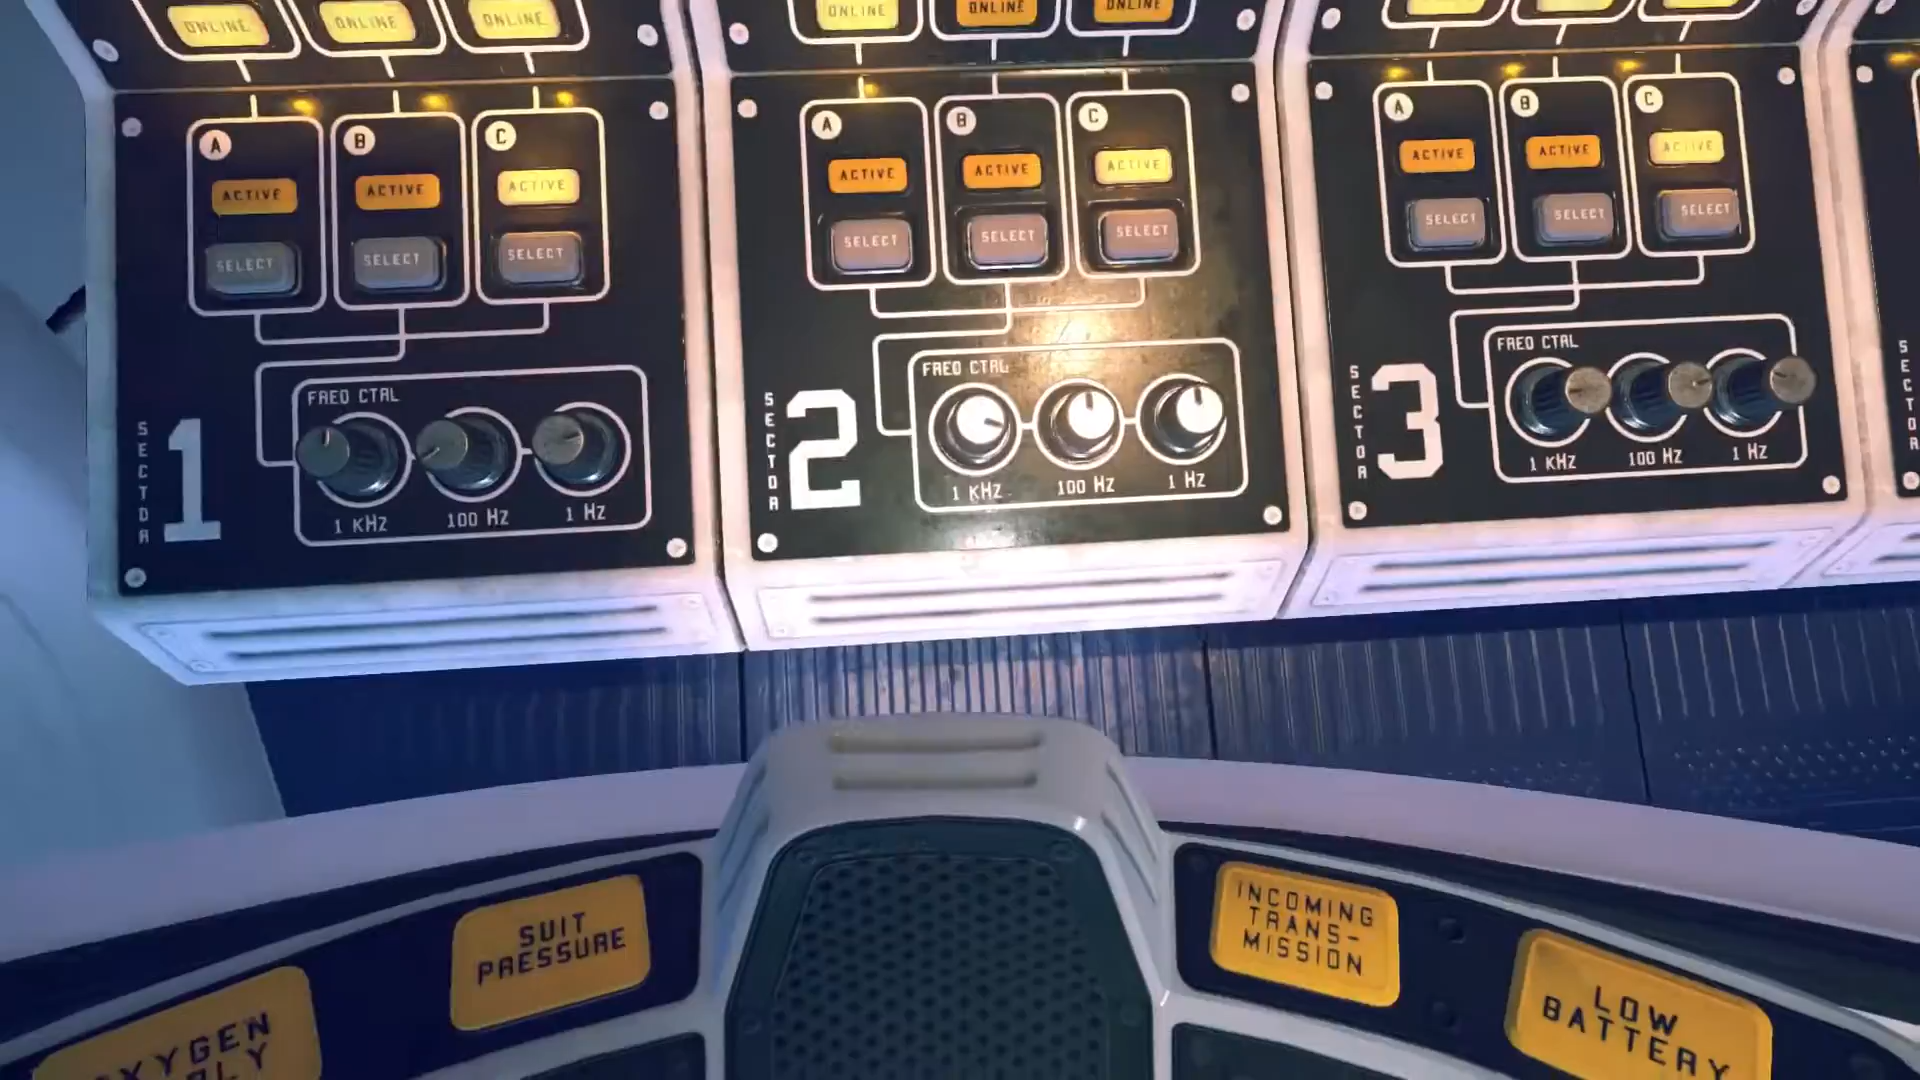 ONLINE
ONLINE
ONLINE
ONLINE
ONLINE
ONLINE
A
B
C
ACTIVE
ACTIVE
ACTIVE
SELECT
SELECT
SELECT
FREQ CTRL
SECTOR
1
1 KHZ
100 HZ
1 HZ
A
B
C
ACTIVE
ACTIVE
ACTIVE
SELECT
SELECT
SELECT
FREQ CTRL
SECTOR
2
1 KHZ
100 HZ
1 HZ
A
B
C
ACTIVE
ACTIVE
ACTIVE
SELECT
SELECT
SELECT
FREQ CTRL
SECTOR
3
1 KHZ
100 HZ
1 HZ
SECTOR
SUIT
PRESSURE
INCOMING
TRANS-
MISSION
LOW
BATTERY